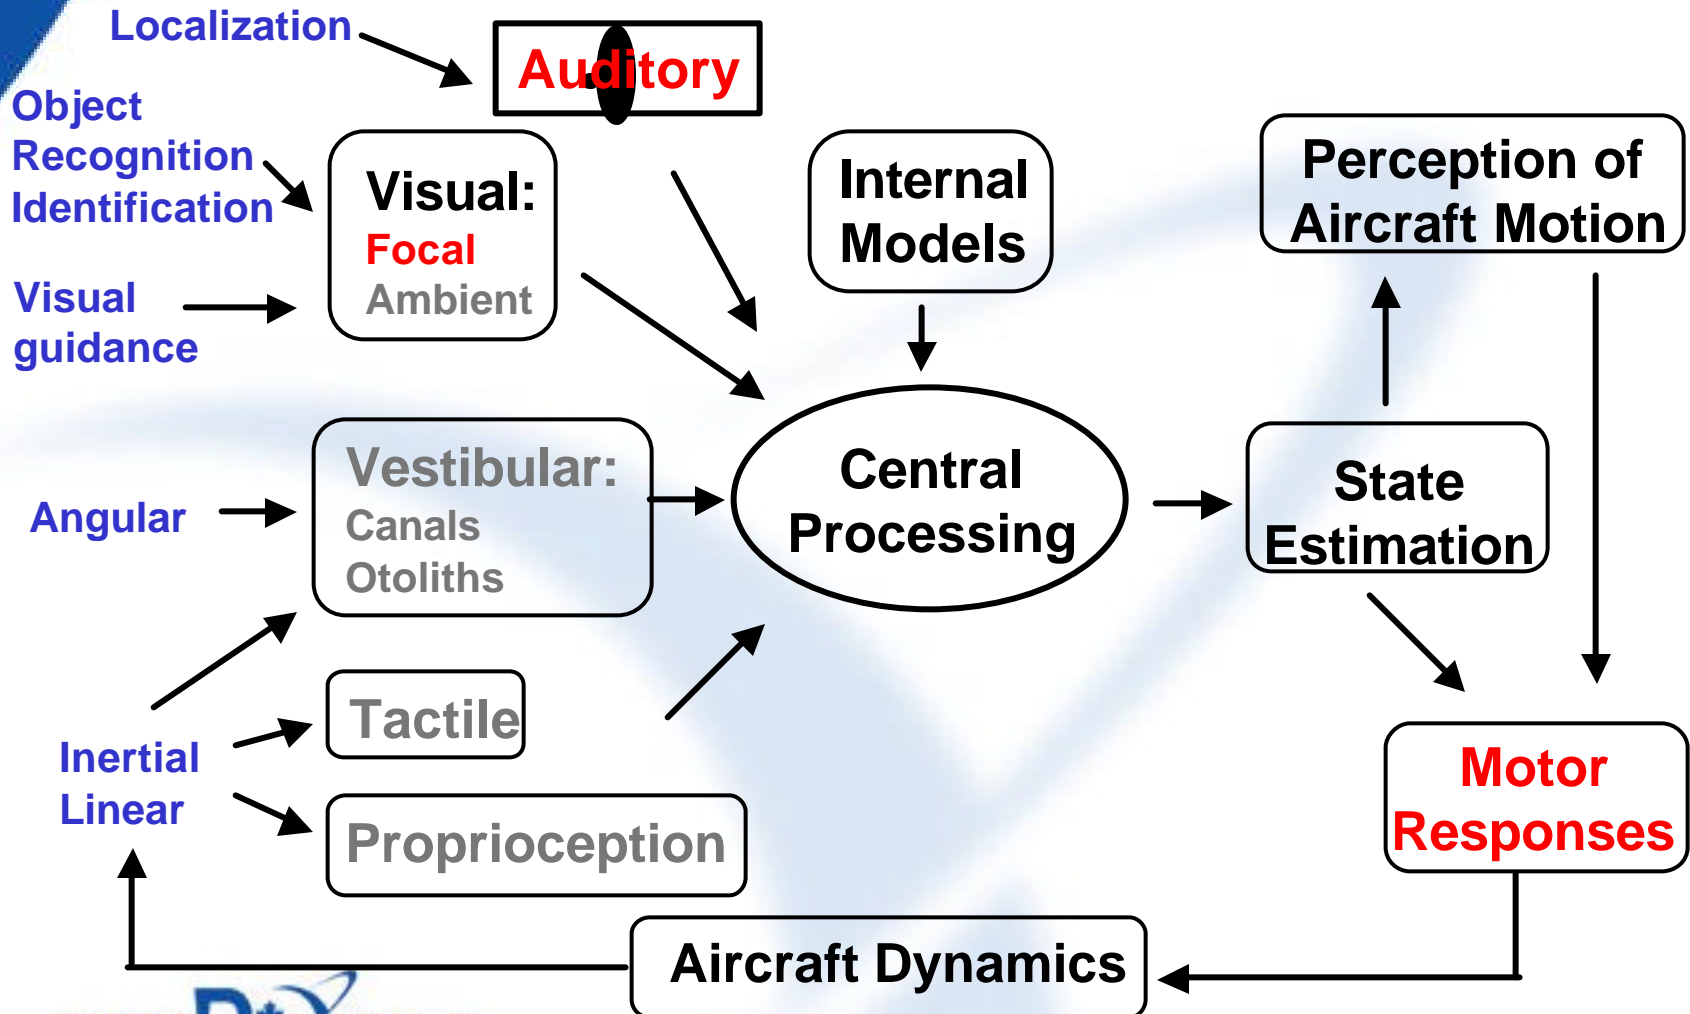 Localization
Auditory
Object
Recognition
Identification
Visual:
Focal
Ambient
Internal
Models
Perception of
Aircraft Motion
Visual
guidance
Vestibular:
Canals
Otoliths
Angular
Central
Processing
State
Estimation
Tactile
Inertial
Linear
Proprioception
Motor
Responses
Aircraft Dynamics